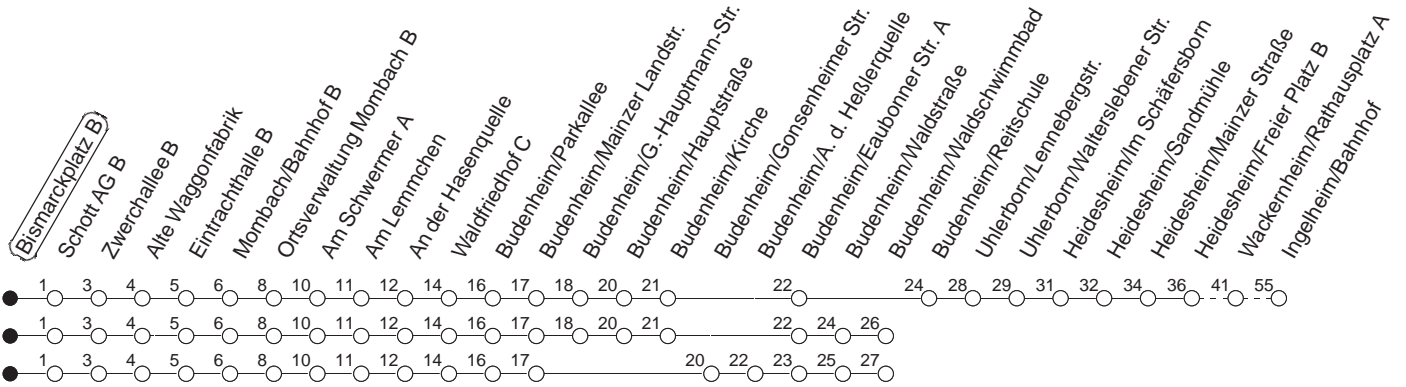 Bismarckplatz B
Schott AG B
Zwerchallee B
Alte Waggonfabrik
Eintrachthalle B
Mombach/Bahnhof B
Ortsverwaltung Mombach B
Am Schwermer A
Am Lemmchen
An der Hasenquelle
Waldfriedhof C
Budenheim/Parkallee
Budenheim/Mainzer Landstr.
Budenheim/G.-Hauptmann-Str.
Budenheim/Hauptstraße
Budenheim/Kirche
Budenheim/Gonsenheimer Str.
Budenheim/A. d. Heßlerquelle
Budenheim/Eaubonner Str. A
Budenheim/Waldstraße
Budenheim/Waldschwimmbad
Budenheim/Reitschule
Uhlerborn/Lennebergstr.
Uhlerborn/Walterslebener Str.
Heidesheim/Im Schäfersborn
Heidesheim/Sandmühle
Heidesheim/Mainzer Straße
Heidesheim/Freier Platz B
Wackernheim/Rathausplatz A
Ingelheim/Bahnhof
1 3 4 5 6 8 10 11 12 14 16 17 18 20 21 22 24 28 29 31 32 34 36 41 55
1 3 4 5 6 8 10 11 12 14 16 17 18 20 21 22 24 26
1 3 4 5 6 8 10 11 12 14 16 17 20 22 23 25 27